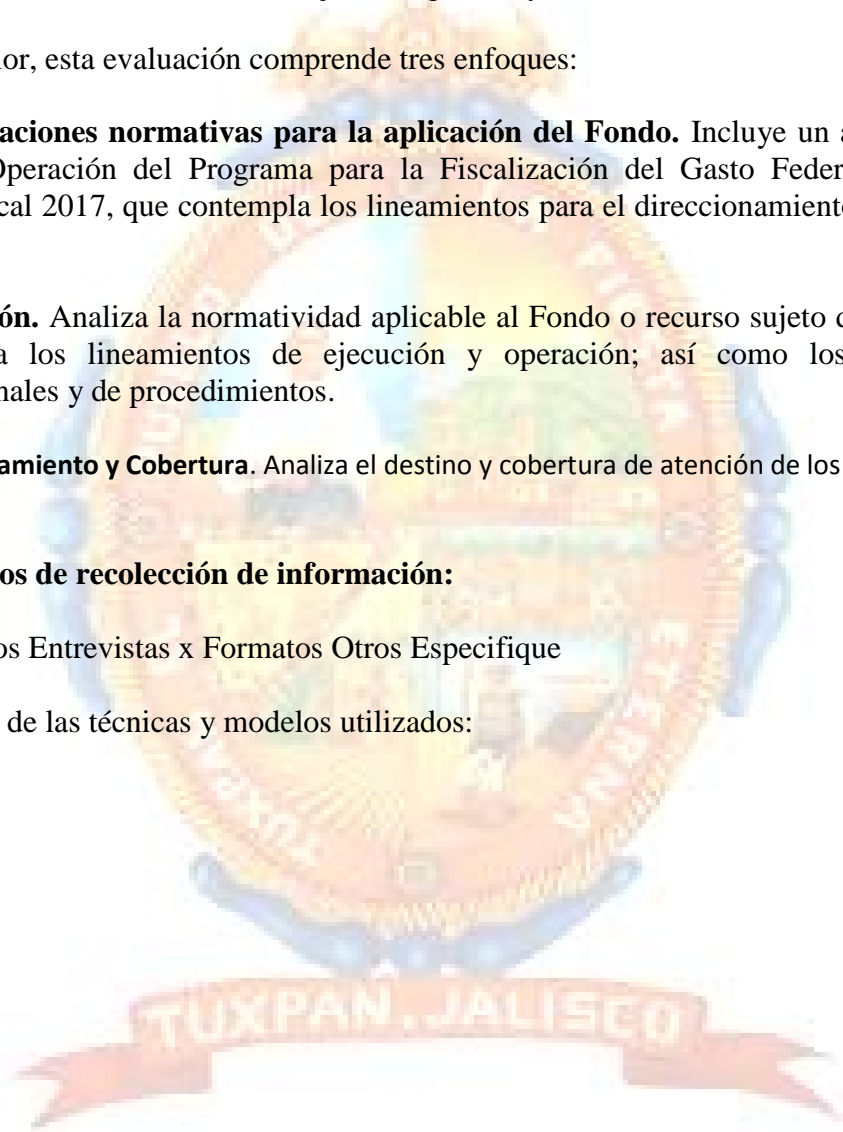 or, esta evaluación comprende tres enfoques:
aciones normativas para la aplicación del Fondo. Incluye un a
Operación del Programa para la Fiscalización del Gasto Feder
cal 2017, que contempla los lineamientos para el direccionamiento
ón. Analiza la normatividad aplicable al Fondo o recurso sujeto
a los lineamientos de ejecución y operación; así como los
nales y de procedimientos.
amiento y Cobertura. Analiza el destino y cobertura de atención de los
os de recolección de información:
os Entrevistas x Formatos Otros Especifique
de las técnicas y modelos utilizados:
ETERNA
TUXPAN, JALISCO